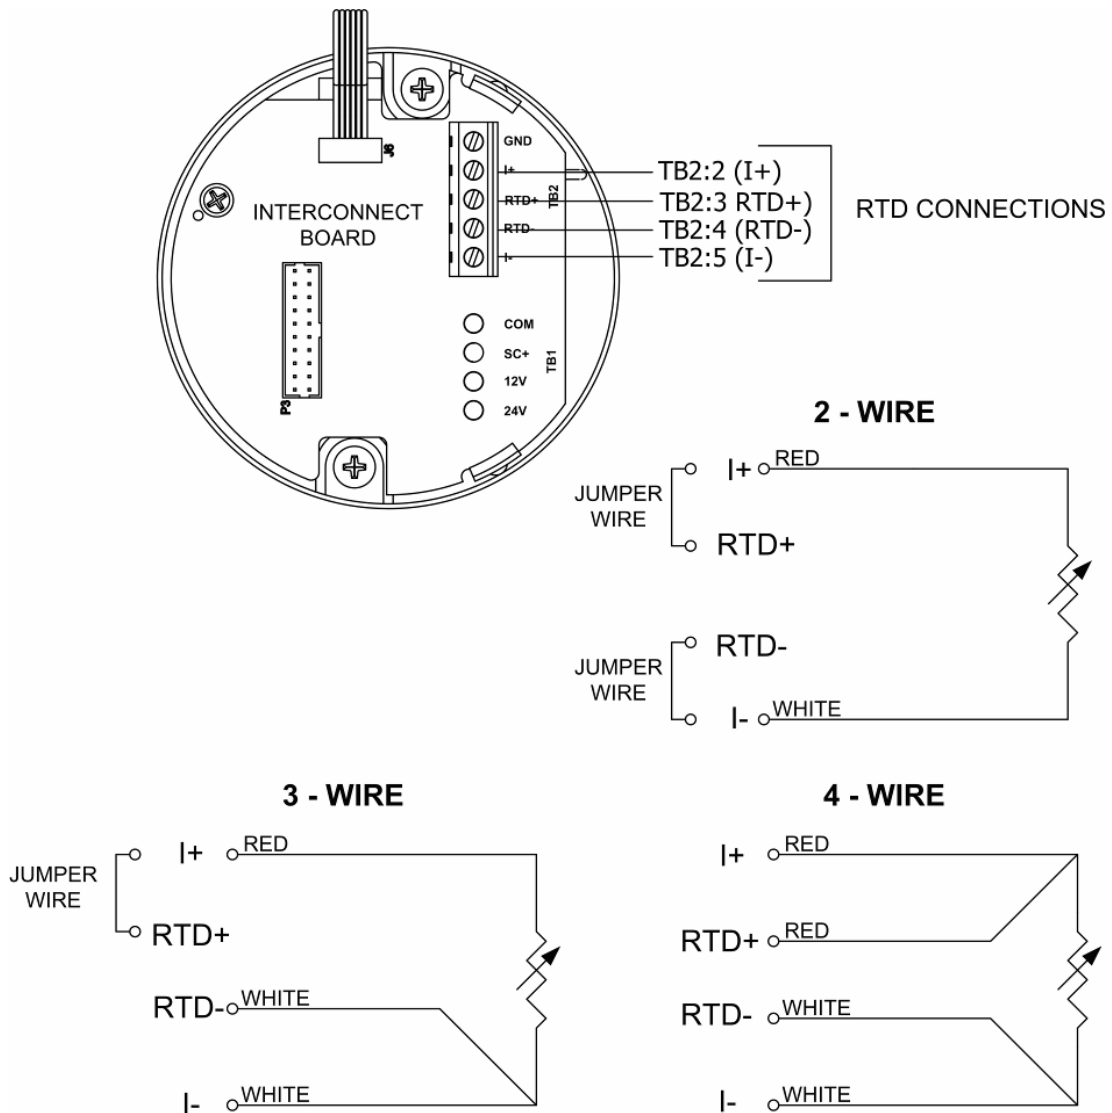 J6
GND
I+
RTD+
RTD-
I-
TB2
TB2:2 (I+)
TB2:3 RTD+)
TB2:4 (RTD-)
TB2:5 (I-)
RTD CONNECTIONS
INTERCONNECT
BOARD
COM
SC+
12V
24V
TB1
P3
2 - WIRE
JUMPER
WIRE
I+ RED
RTD+
RTD-
JUMPER
WIRE
I- WHITE
3 - WIRE
JUMPER
WIRE
I+ RED
RTD+
RTD- WHITE
I- WHITE
4 - WIRE
I+ RED
RTD+ RED
RTD- WHITE
I- WHITE